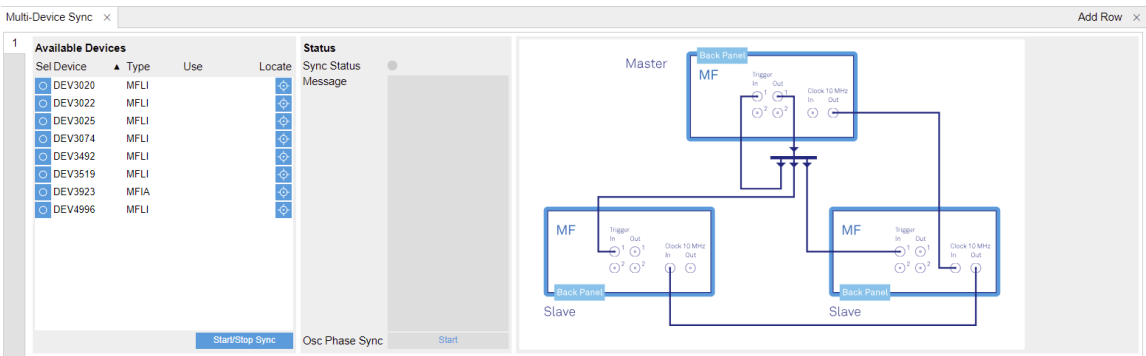 Multi-Device Sync ×
Add Row ×
1
Available Devices
Sel Device ▲ Type Use Locate
DEV3020 MFLI
DEV3022 MFLI
DEV3025 MFLI
DEV3074 MFLI
DEV3492 MFLI
DEV3519 MFLI
DEV3923 MFIA
DEV4996 MFLI
Start/Stop Sync
Status
Sync Status
Message
Osc Phase Sync Start
Master
Back Panel
MF
Trigger
In Out
1 1
2 2
Clock 10 MHz
In Out
MF
Trigger
In Out
1 1
2 2
Clock 10 MHz
In Out
Back Panel
Slave
MF
Trigger
In Out
1 1
2 2
Clock 10 MHz
In Out
Back Panel
Slave